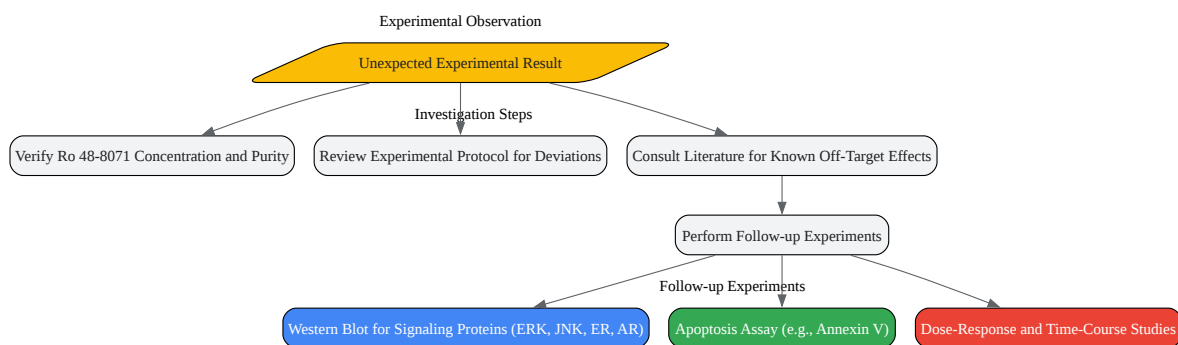 Experimental Observation
Unexpected Experimental Result
Investigation Steps
Verify Ro 48-8071 Concentration and Purity
Review Experimental Protocol for Deviations
Consult Literature for Known Off-Target Effects
Perform Follow-up Experiments
Follow-up Experiments
Western Blot for Signaling Proteins (ERK, JNK, ER, AR)
Apoptosis Assay (e.g., Annexin V)
Dose-Response and Time-Course Studies